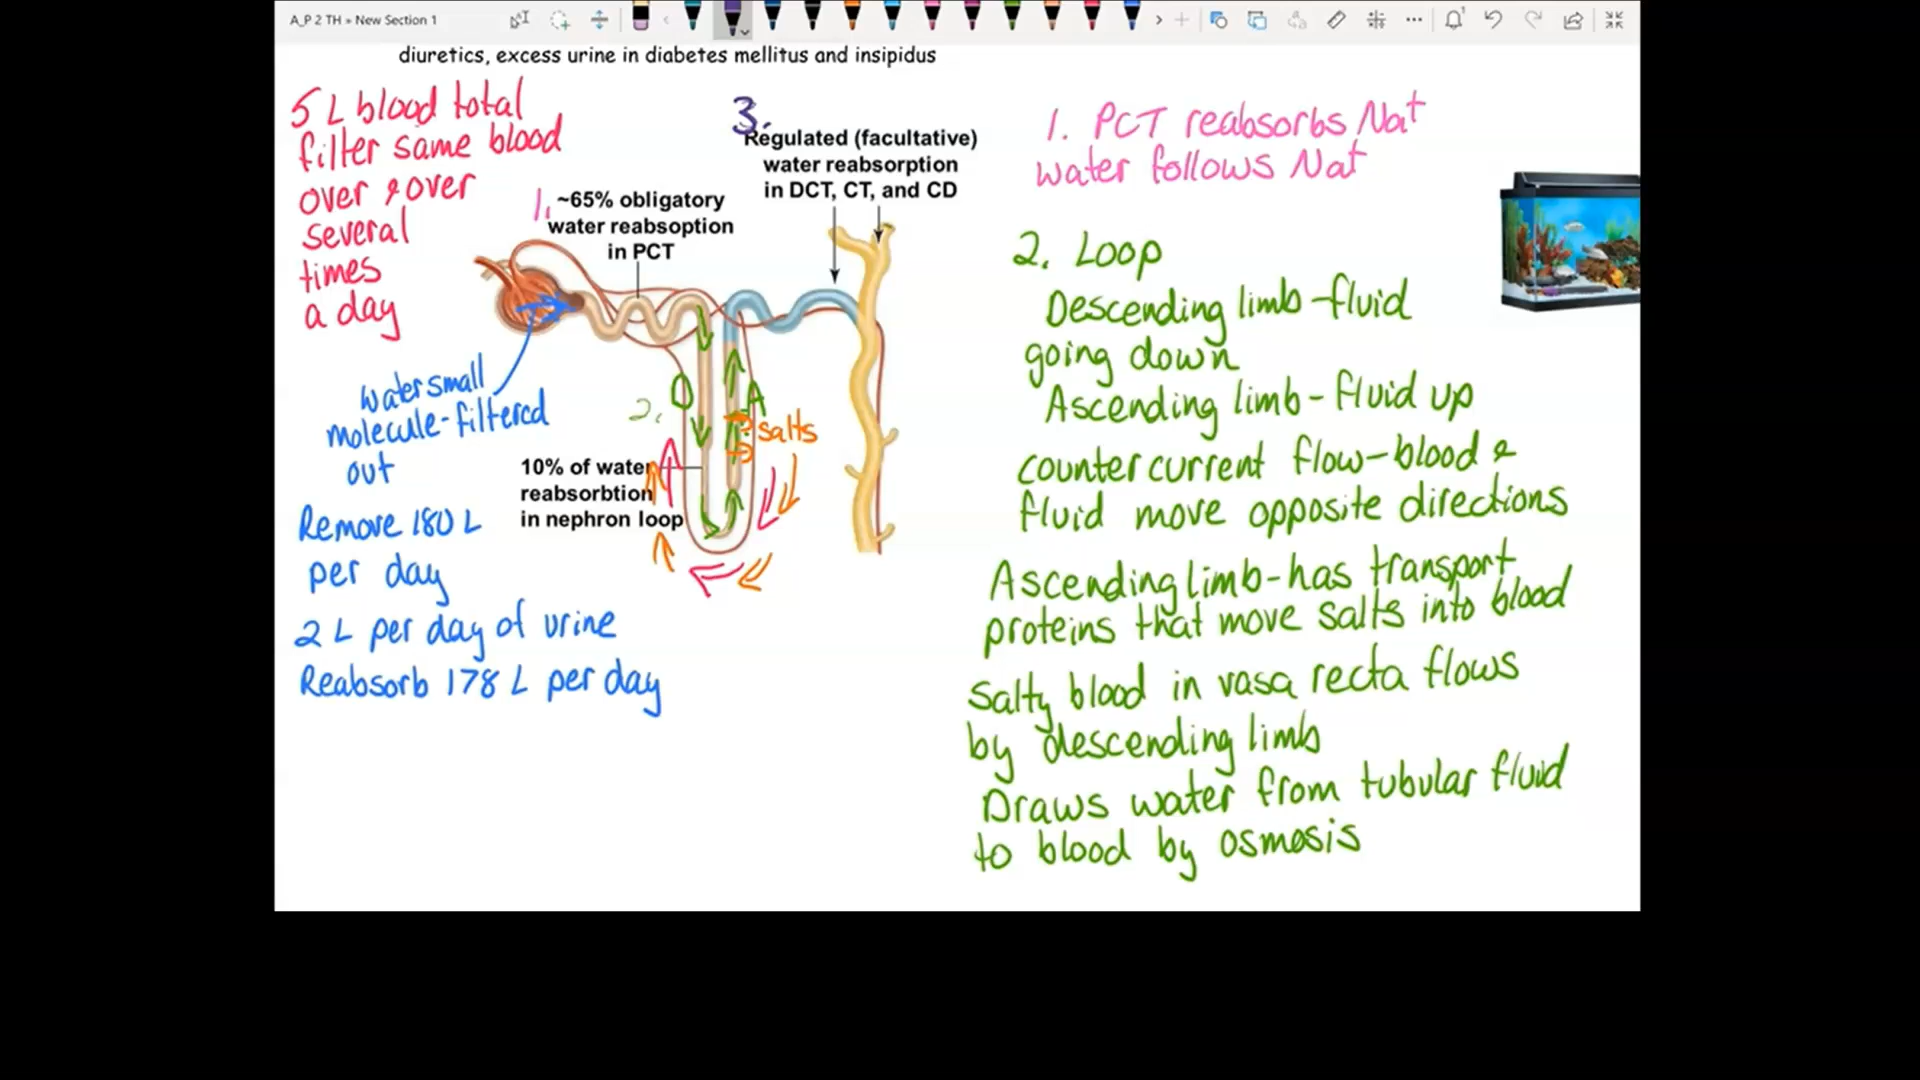 A_P 2 TH » New Section 1
diuretics, excess urine in diabetes mellitus and insipidus
5 L blood total
filter same blood
over & over
several
times
a day
water small
molecule-filtered
out
Remove 180 L
per day
2 L per day of urine
Reabsorb 178 L per day
1.
~65% obligatory
water reabsoption
in PCT
3.
Regulated (facultative)
water reabsorption
in DCT, CT, and CD
2.
D
A
salts
10% of water
reabsorbtion
in nephron loop
1. PCT reabsorbs Na+
water follows Na+
2. Loop
Descending limb-fluid
going down
Ascending limb-fluid up
countercurrent flow-blood &
fluid move opposite directions
Ascending limb-has transport
proteins that move salts into blood
Salty blood in vasa recta flows
by descending limb
Draws water from tubular fluid
to blood by osmosis